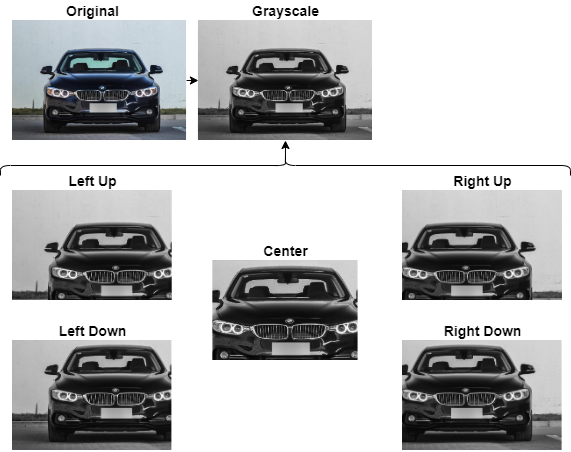 Original
Grayscale
Left Up
Right Up
Center
Left Down
Right Down